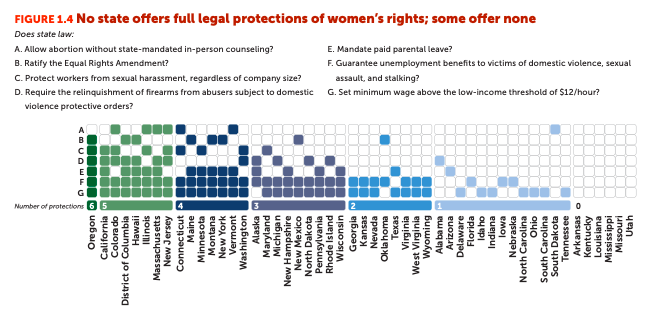 FIGURE 1.4 No state offers full legal protections of women's rights; some offer none
Does state law:
A. Allow abortion without state-mandated in-person counseling?
B. Ratify the Equal Rights Amendment?
C. Protect workers from sexual harassment, regardless of company size?
D. Require the relinquishment of firearms from abusers subject to domestic
violence protective orders?
E. Mandate paid parental leave?
F. Guarantee unemployment benefits to victims of domestic violence, sexual
assault, and stalking?
G. Set minimum wage above the low-income threshold of $12/hour?
A
B
C
D
E
F
G
Number of protections 6 5 4 3 2 1 0
Oregon
California
Colorado
District of Columbia
Hawaii
Illinois
Massachusetts
New Jersey
Connecticut
Maine
Minnesota
Montana
New York
Vermont
Washington
Alaska
Maryland
Michigan
New Hampshire
New Mexico
North Dakota
Pennsylvania
Rhode Island
Wisconsin
Georgia
Kansas
Nevada
Oklahoma
Texas
Virginia
West Virginia
Wyoming
Alabama
Arizona
Delaware
Florida
Idaho
Indiana
Iowa
Nebraska
North Carolina
Ohio
South Carolina
South Dakota
Tennessee
Arkansas
Kentucky
Louisiana
Mississippi
Missouri
Utah